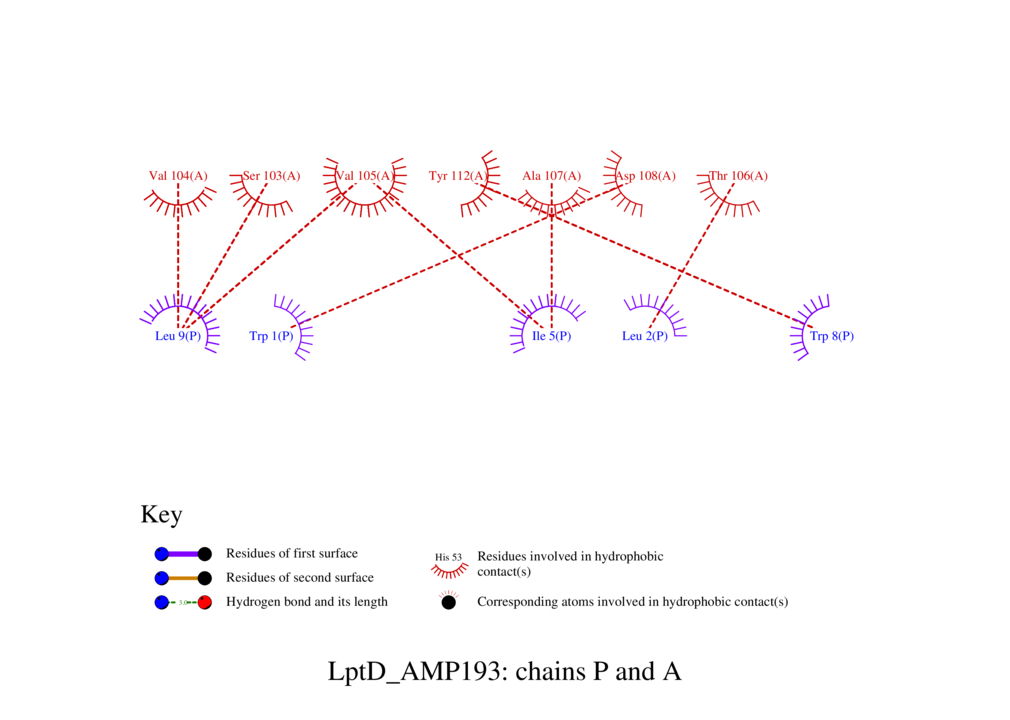 Val 104(A) Ser 103(A) Val 105(A) Tyr 112(A) Ala 107(A) Asp 108(A) Thr 106(A)
Leu 9(P) Trp 1(P) Ile 5(P) Leu 2(P) Trp 8(P)
Key
Residues of first surface
Residues of second surface
3.0 Hydrogen bond and its length
His 53 Residues involved in hydrophobic
contact(s)
Corresponding atoms involved in hydrophobic contact(s)
LptD_AMP193: chains P and A